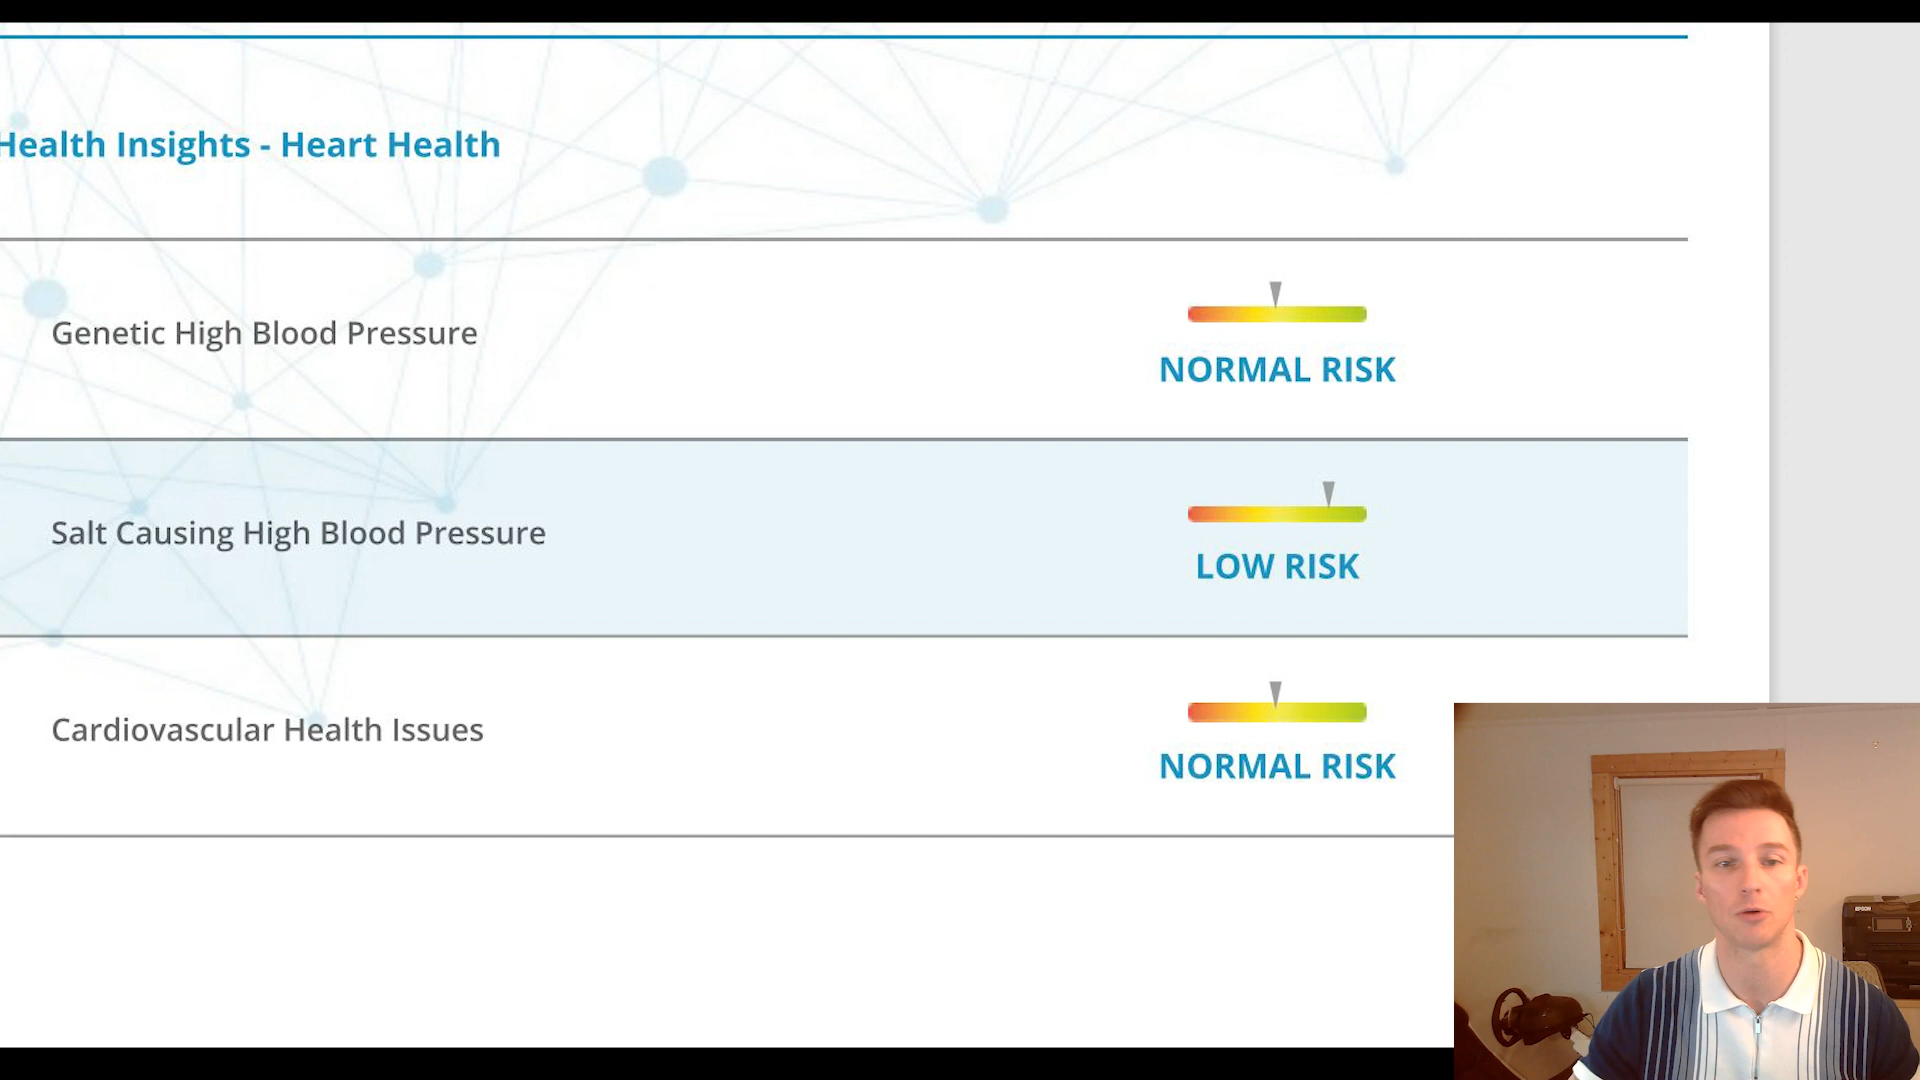 Health Insights - Heart Health
Genetic High Blood Pressure
NORMAL RISK
Salt Causing High Blood Pressure
LOW RISK
Cardiovascular Health Issues
NORMAL RISK
EPSON